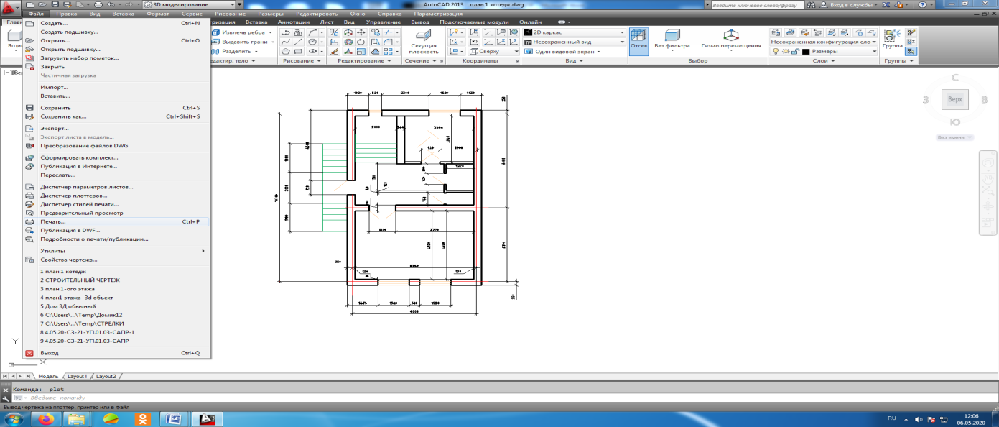 3D моделирование
AutoCAD 2013 план 1 котедж.dwg
Введите ключевое слово/фразу
Вход в службы
Файл Правка Вид Вставка Формат Сервис Рисование Размеры Редактировать Окно Справка Параметризация
Вставка Аннотации Лист Вид Управление Вывод Подключаемые модули Онлайн
Извлечь ребра
Выдавить грани
Разделить
Секущая плоскость
Сверху
2D каркас
Несохраненный вид
Один видовой экран
Отсев
Без фильтра
Гизмо перемещения
Несохраненная конфигурация сло
Размеры
Группа
Рисование Редактирование Сечение Координаты Вид Выбор Слои Группы
Создать... Ctrl+N
Создать подшивку...
Открыть... Ctrl+O
Открыть подшивку...
Загрузить набор пометок...
Закрыть
Частичная загрузка
Импорт...
Вставить...
Сохранить Ctrl+S
Сохранить как... Ctrl+Shift+S
Экспорт...
Экспорт листа в модель...
Преобразование файлов DWG
Сформировать комплект...
Публикация в Интернете...
Переслать...
Диспетчер параметров листов...
Диспетчер плоттеров...
Диспетчер стилей печати...
Предварительный просмотр
Печать... Ctrl+P
Публикация в DWF...
Подробности о печати/публикации...
Утилиты
Свойства чертежа...
1 план 1 котедж
2 СТРОИТЕЛЬНЫЙ ЧЕРТЕЖ
3 план 1-ого этажа
4 план1 этажа- 3d объект
5 Дом 3Д обычный
6 C:\Users\...\Temp\Домик12
7 C:\Users\...\Temp\СТРЕЛКИ
8 4.05.20-СЗ-21-УП.01.03-САПР-1
9 4.05.20-СЗ-21-УП.01.03-САПР
Выход Ctrl+Q
С
З Верх В
Ю
Без имени
Y
X
Модель Layout1 Layout2
Команда: _plot
Введите команду
Вывод чертежа на плоттер, принтер или в файл
RU
12:06
06.05.2020